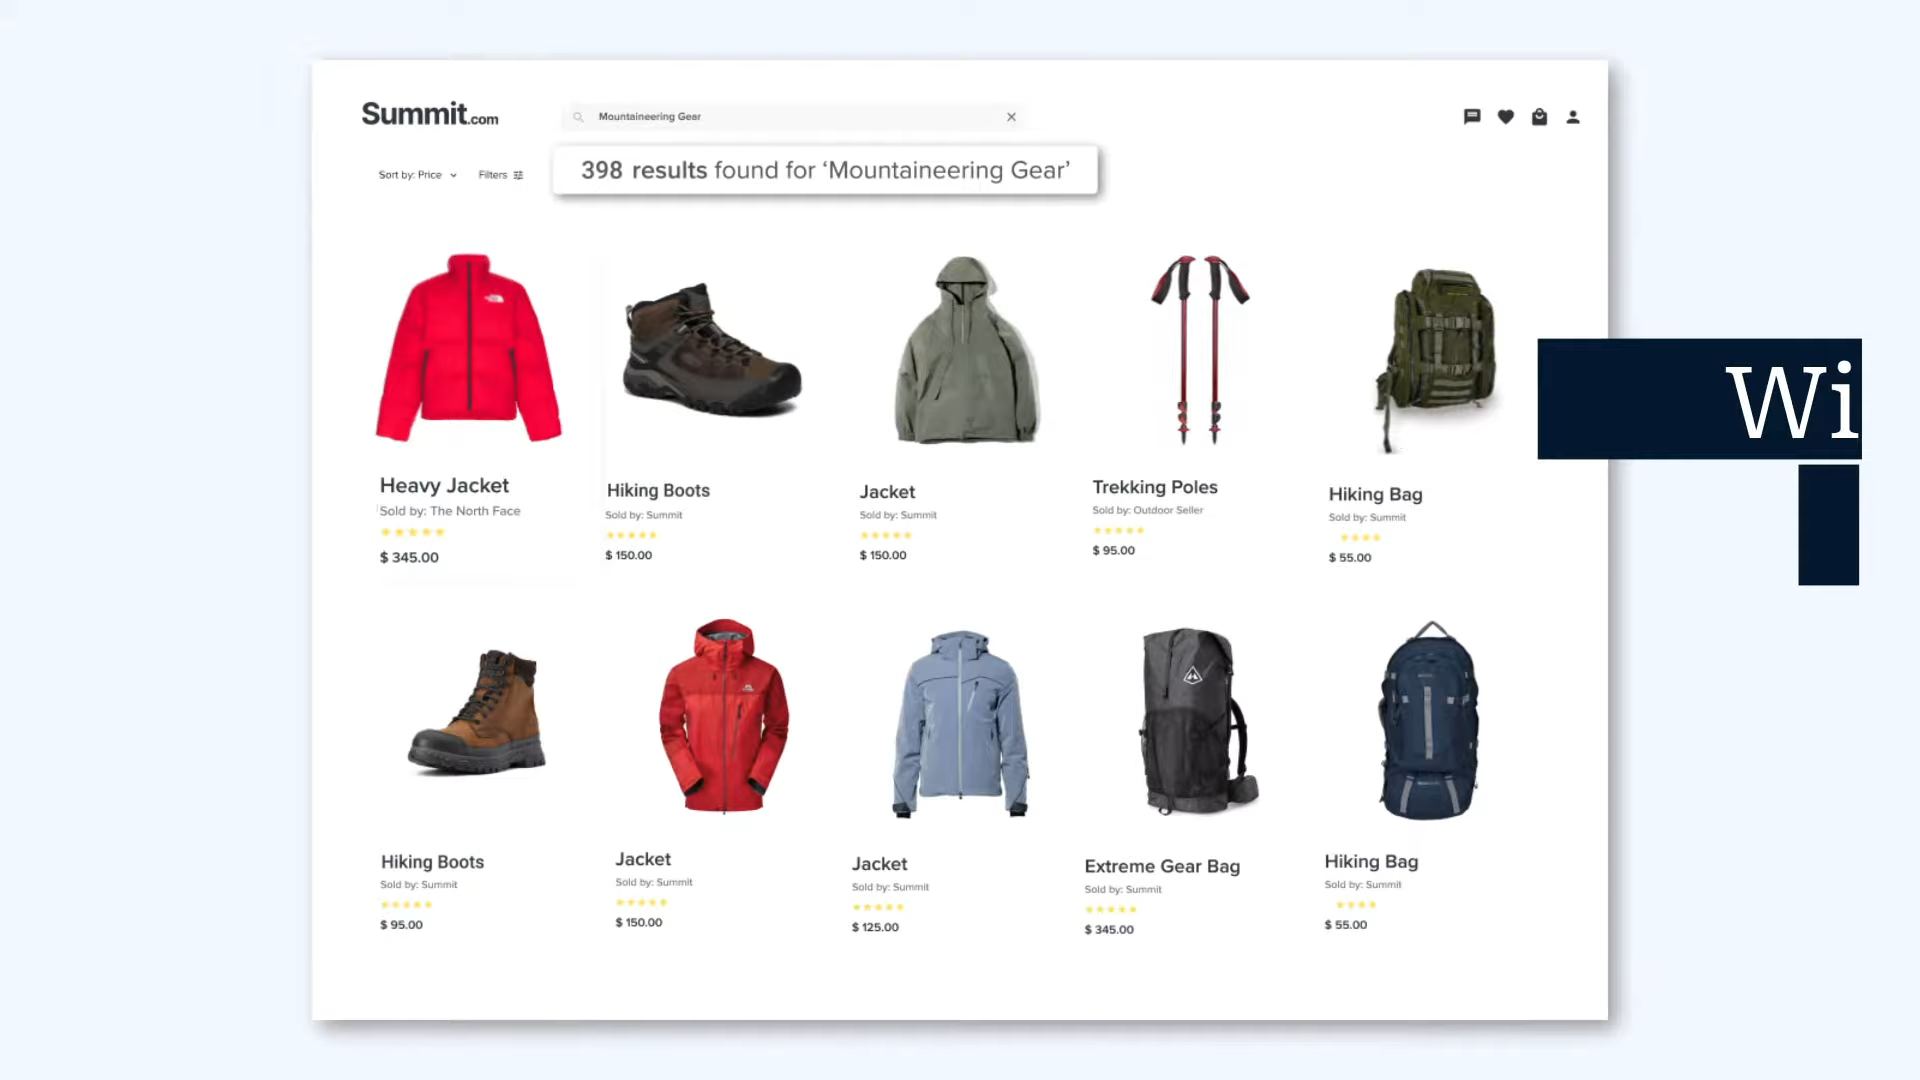 Summit.com
Mountaineering Gear
Sort by: Price
Filters
398 results found for ‘Mountaineering Gear’
Wi
Heavy Jacket
Sold by: The North Face
$ 345.00
Hiking Boots
Sold by: Summit
$ 150.00
Jacket
Sold by: Summit
$ 150.00
Trekking Poles
Sold by: Outdoor Seller
$ 95.00
Hiking Bag
Sold by: Summit
$ 55.00
Hiking Boots
Sold by: Summit
$ 95.00
Jacket
Sold by: Summit
$ 150.00
Jacket
Sold by: Summit
$ 125.00
Extreme Gear Bag
Sold by: Summit
$ 345.00
Hiking Bag
Sold by: Summit
$ 55.00